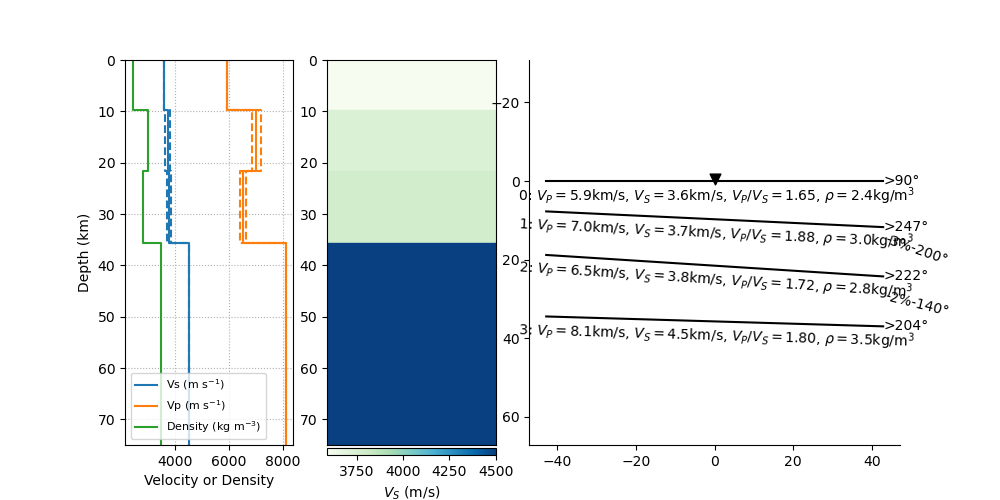 0
10
20
30
40
50
60
70
Depth (km)
4000 6000 8000
Velocity or Density
Vs (m s⁻¹)
Vp (m s⁻¹)
Density (kg m⁻³)
0
10
20
30
40
50
60
70
3750 4000 4250 4500
V_S (m/s)
−20
0
20
40
60
−40 −20 0 20 40
>90°
0: V_P = 5.9km/s, V_S = 3.6km/s, V_P/V_S = 1.65, ρ = 2.4kg/m³
>247°
1: V_P = 7.0km/s, V_S = 3.7km/s, V_P/V_S = 1.88, ρ = 3.0kg/m³
3%-200°
>222°
2: V_P = 6.5km/s, V_S = 3.8km/s, V_P/V_S = 1.72, ρ = 2.8kg/m³
2%-140°
>204°
3: V_P = 8.1km/s, V_S = 4.5km/s, V_P/V_S = 1.80, ρ = 3.5kg/m³